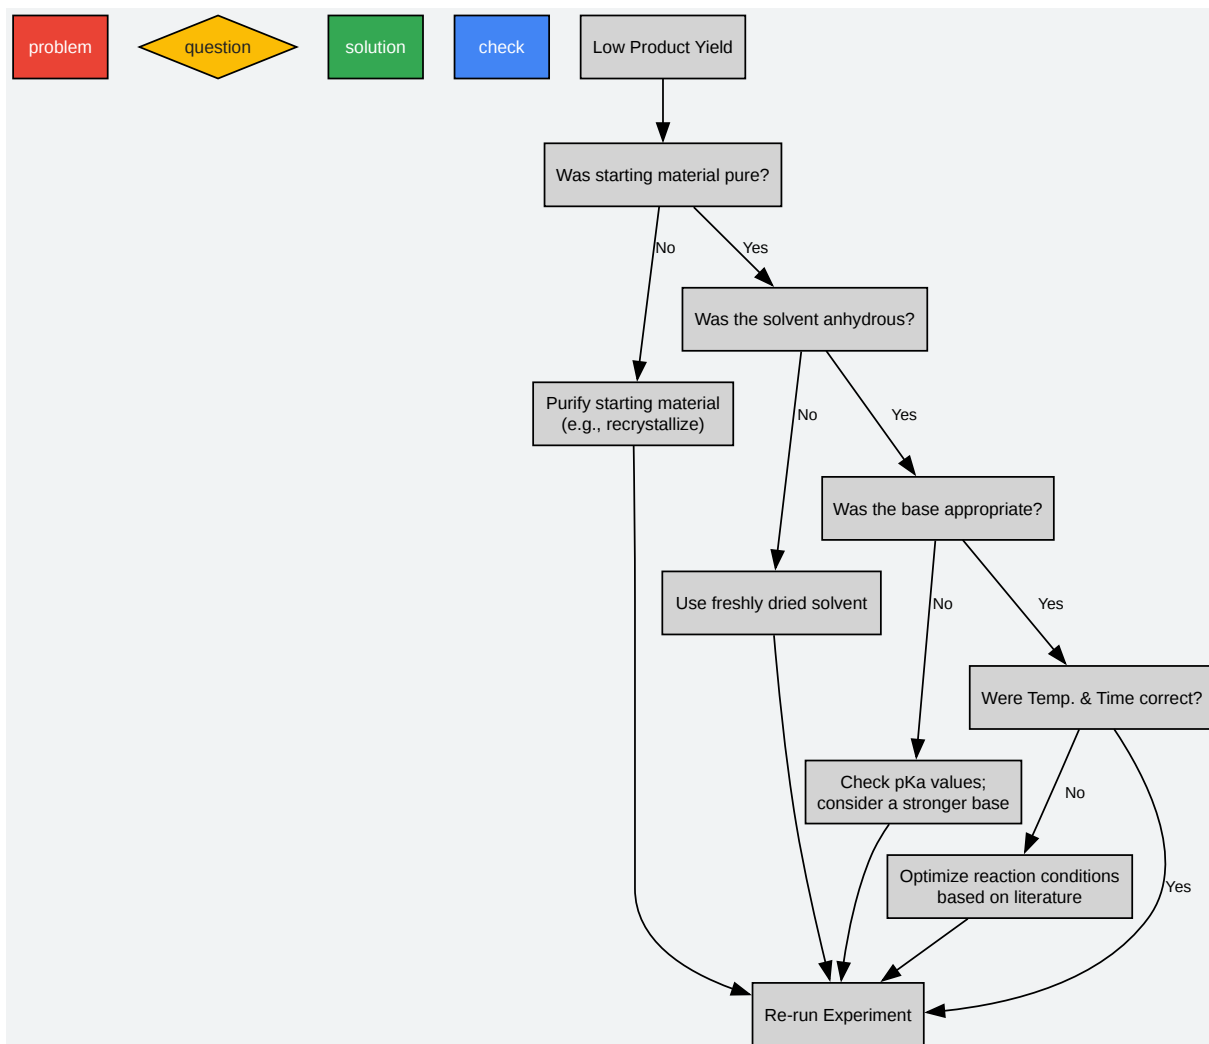 problem
question
solution
check
Low Product Yield
Was starting material pure?
No
Yes
Was the solvent anhydrous?
Purify starting material
(e.g., recrystallize)
No
Yes
Was the base appropriate?
Use freshly dried solvent
No
Yes
Were Temp. & Time correct?
Check pKa values;
consider a stronger base
No
Optimize reaction conditions
based on literature
Yes
Re-run Experiment